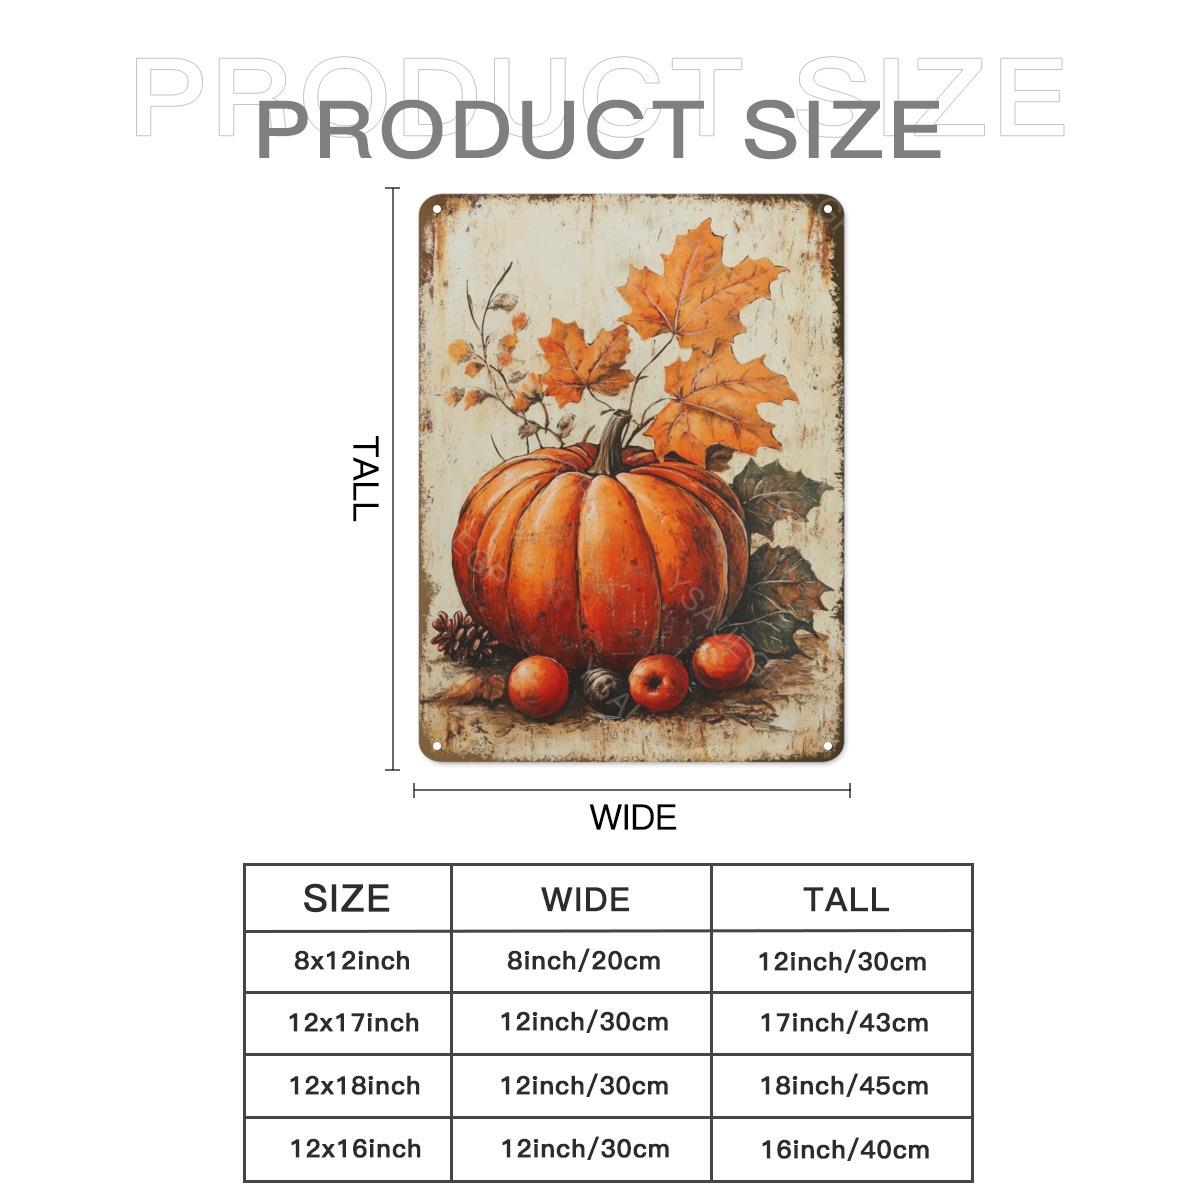 PRODUCT SIZE
PRODUCT SIZE
TALL
WIDE
SIZE WIDE TALL
8x12inch 8inch/20cm 12inch/30cm
12x17inch 12inch/30cm 17inch/43cm
12x18inch 12inch/30cm 18inch/45cm
12x16inch 12inch/30cm 16inch/40cm